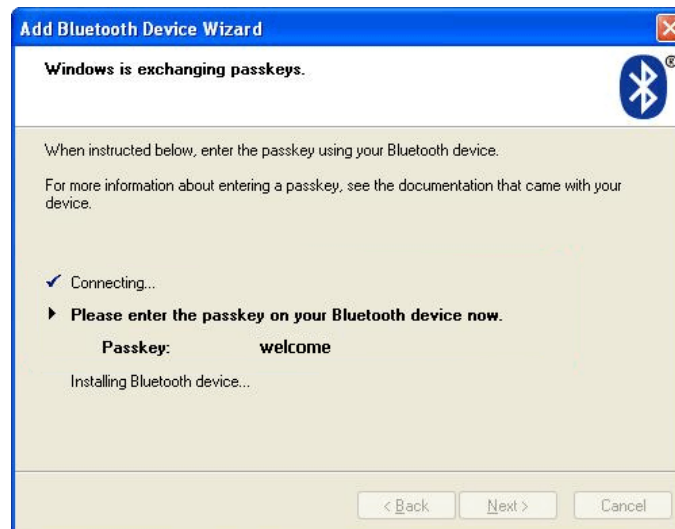 Add Bluetooth Device Wizard
Windows is exchanging passkeys.
®
When instructed below, enter the passkey using your Bluetooth device.
For more information about entering a passkey, see the documentation that came with your
device.
Connecting...
Please enter the passkey on your Bluetooth device now.
Passkey: welcome
Installing Bluetooth device...
< Back Next > Cancel